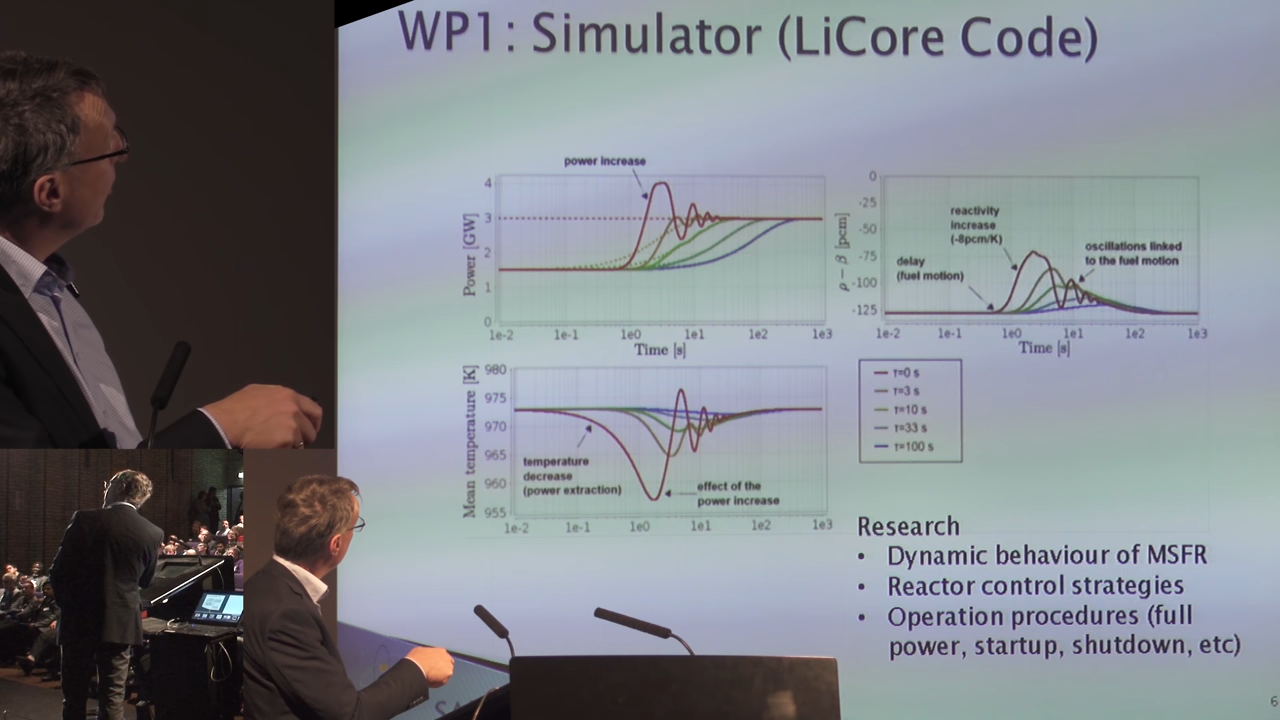 WP1: Simulator (LiCore Code)
power increase
4
3
2
1
0
Power [GW]
1e-2 1e-1 1e0 1e1 1e2 1e3
Time [s]
0
-25
-50
-75
-100
-125
ρ − β [pcm]
reactivity
increase
(-8pcm/K)
delay
(fuel motion)
oscillations linked
to the fuel motion
1e-2 1e-1 1e0 1e1 1e2 1e3
Time [s]
980
975
970
965
960
955
Mean temperature [K]
temperature
decrease
(power extraction)
effect of the
power increase
1e-2 1e-1 1e0 1e1 1e2 1e3
τ=0 s
τ=3 s
τ=10 s
τ=33 s
τ=100 s
Research
• Dynamic behaviour of MSFR
• Reactor control strategies
• Operation procedures (full
power, startup, shutdown, etc)
6